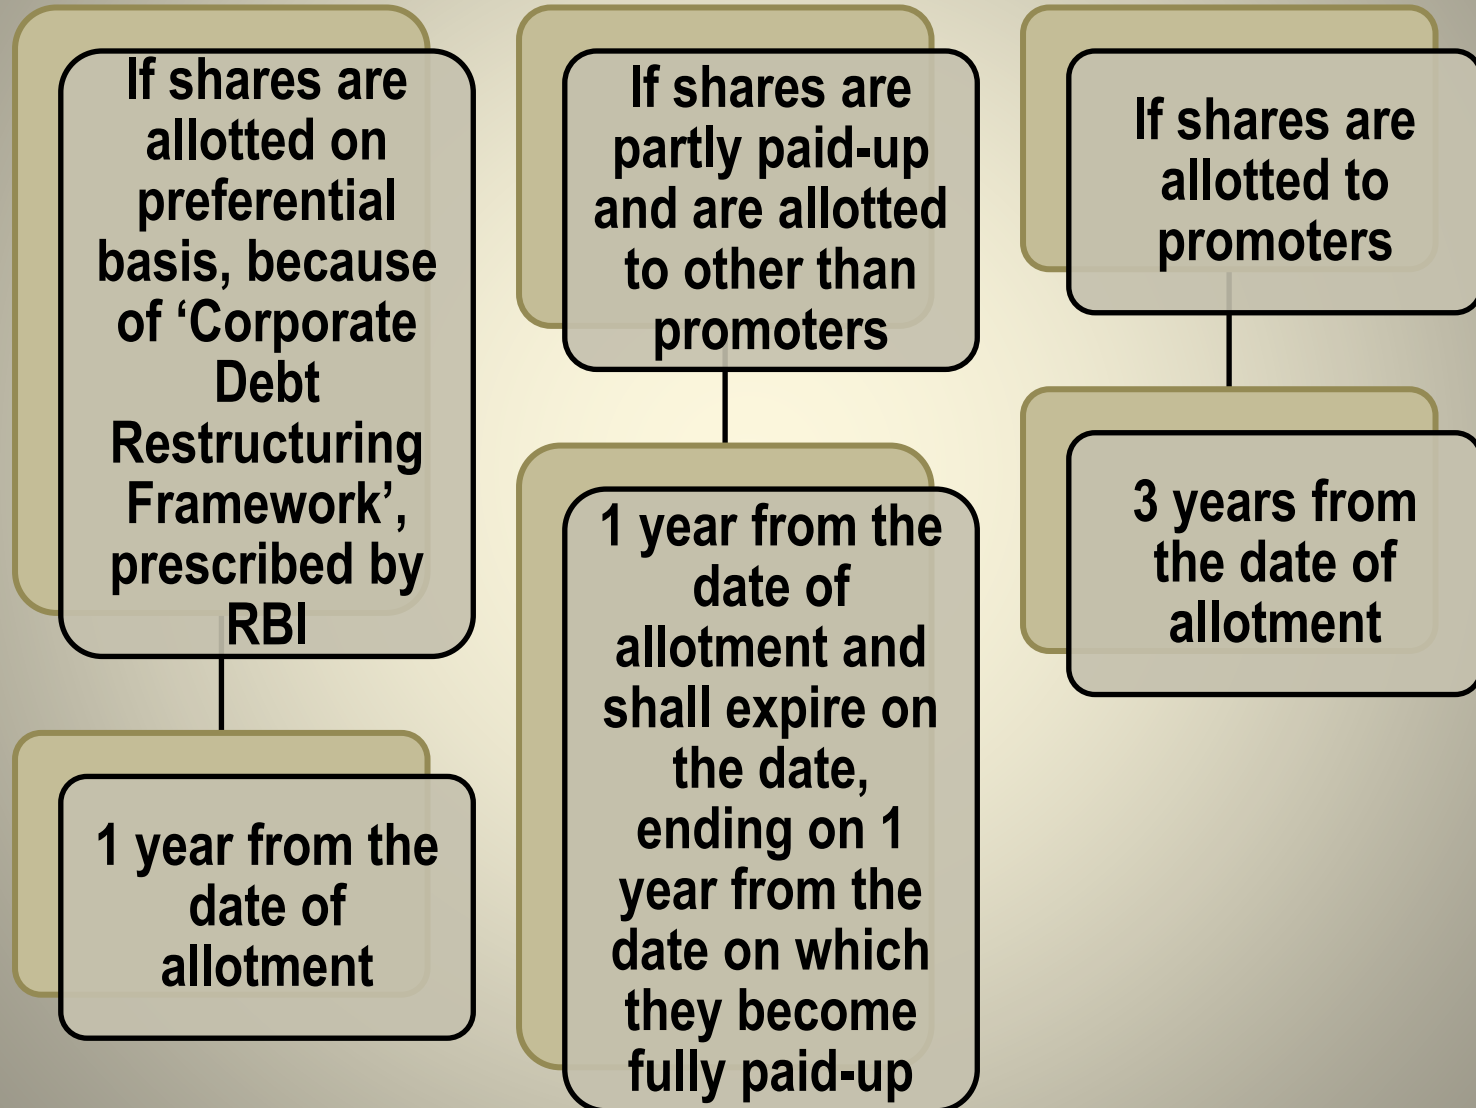 If shares are
allotted on
preferential
basis, because
of ‘Corporate
Debt
Restructuring
Framework’,
prescribed by
RBI
1 year from the
date of
allotment
If shares are
partly paid-up
and are allotted
to other than
promoters
1 year from the
date of
allotment and
shall expire on
the date,
ending on 1
year from the
date on which
they become
fully paid-up
If shares are
allotted to
promoters
3 years from
the date of
allotment